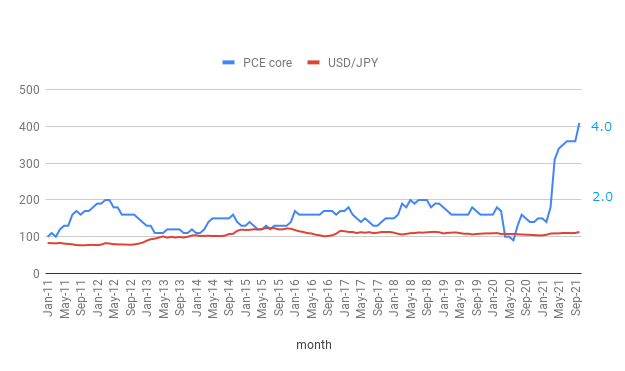 PCE core USD/JPY
500
400
4.0
300
200
2.0
100
0
Jan-11 May-11 Sep-11 Jan-12 May-12 Sep-12 Jan-13 May-13 Sep-13 Jan-14 May-14 Sep-14 Jan-15 May-15 Sep-15 Jan-16 May-16 Sep-16 Jan-17 May-17 Sep-17 Jan-18 May-18 Sep-18 Jan-19 May-19 Sep-19 Jan-20 May-20 Sep-20 Jan-21 May-21 Sep-21
month